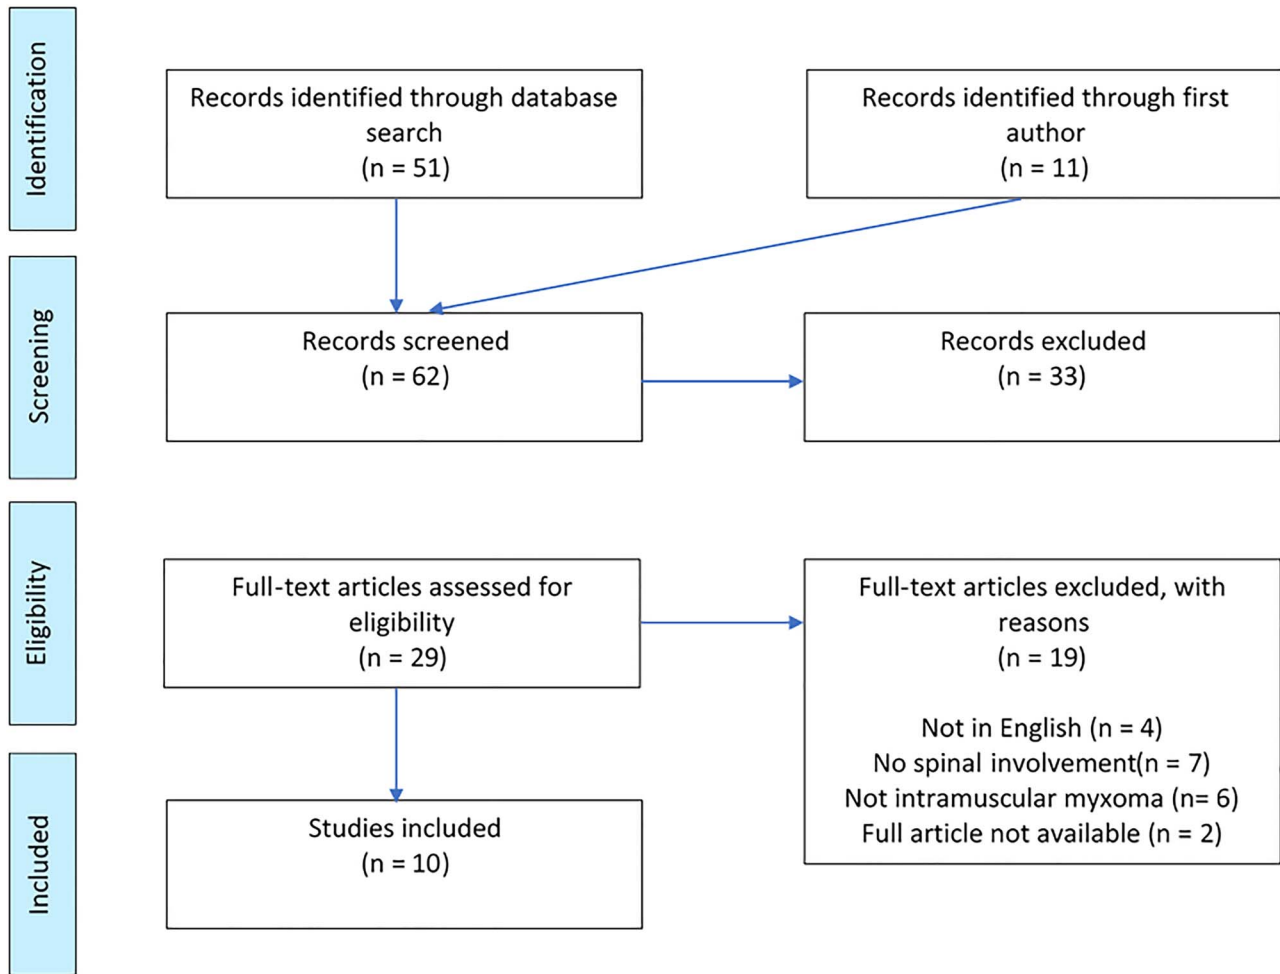 Identification
Records identified through database
search
(n = 51)
Records identified through first
author
(n = 11)
Screening
Records screened
(n = 62)
Records excluded
(n = 33)
Eligibility
Full-text articles assessed for
eligibility
(n = 29)
Full-text articles excluded, with
reasons
(n = 19)
Not in English (n = 4)
No spinal involvement(n = 7)
Not intramuscular myxoma (n= 6)
Full article not available (n = 2)
Included
Studies included
(n = 10)